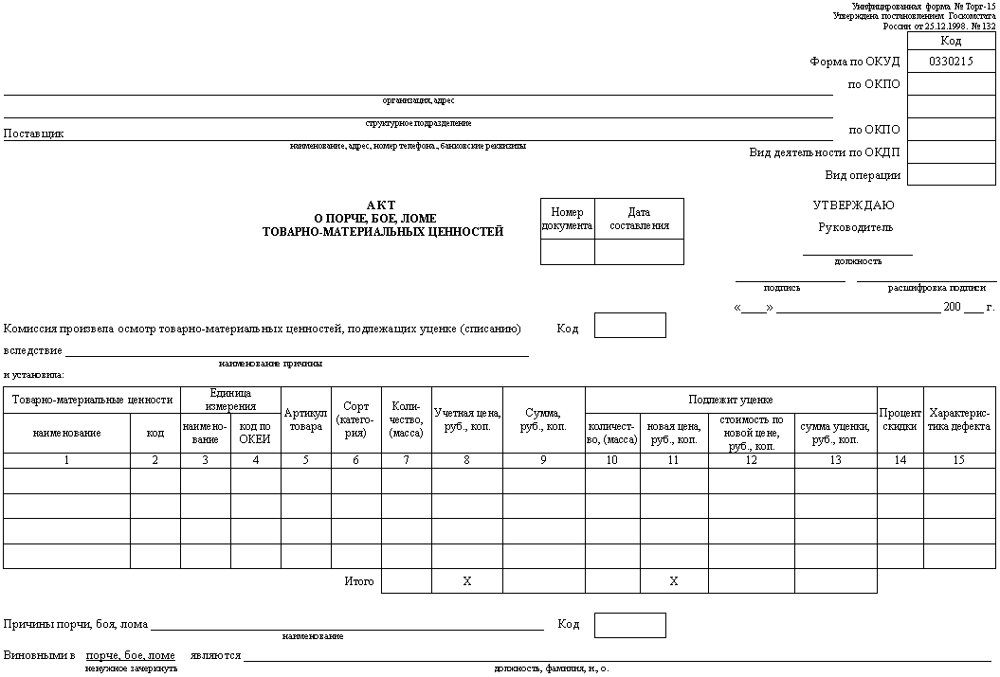 Унифицированная форма № Торг-15
Утверждена постановлением Госкомстата
России от 25.12.1998. № 132
Код
Форма по ОКУД 0330215
по ОКПО
организация, адрес
структурное подразделение
Поставщик по ОКПО
наименование, адрес, номер телефона., банковские реквизиты
Вид деятельности по ОКДП
Вид операции
АКТ
О ПОРЧЕ, БОЕ, ЛОМЕ
ТОВАРНО-МАТЕРИАЛЬНЫХ ЦЕННОСТЕЙ
Номер документа
Дата составления
УТВЕРЖДАЮ
Руководитель
должность
подпись расшифровка подписи
«____» ____________________________ 200 ___ г.
Комиссия произвела осмотр товарно-материальных ценностей, подлежащих уценке (списанию) Код
вследствие
наименование причины
и установила:
Товарно-материальные ценности
наименование
код
Единица измерения
наимено-
вание
код по ОКЕИ
Артикул товара
Сорт
(катего-
рия)
Коли-
чество,
(масса)
Учетная цена,
руб., коп.
Сумма,
руб., коп.
Подлежит уценке
количест-
во, (масса)
новая цена,
руб., коп.
стоимость по
новой цене,
руб., коп.
сумма уценки,
руб., коп.
Процент
скидки
Характерис-
тика дефекта
1 2 3 4 5 6 7 8 9 10 11 12 13 14 15
Итого X X
Причины порчи, боя, лома Код
наименование
Виновными в порче, бое, ломе являются
ненужное зачеркнуть должность, фамилия, и., о.